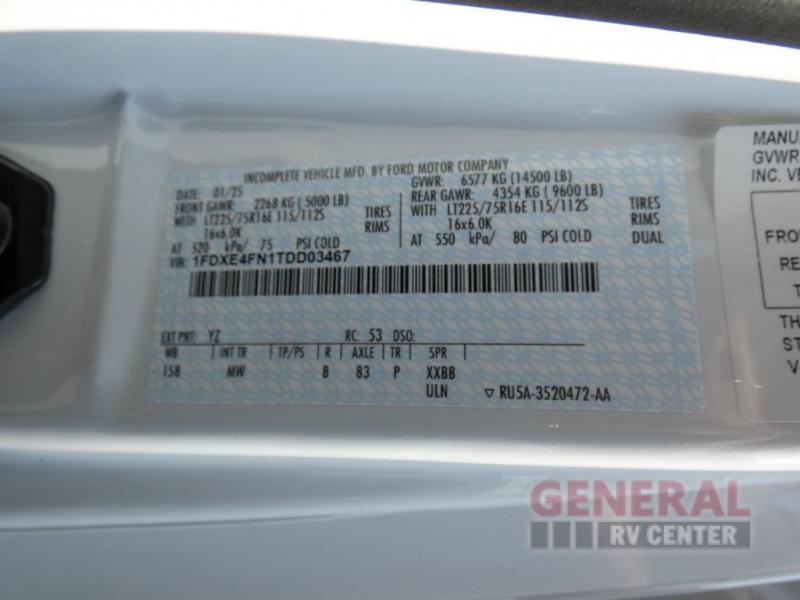 INCOMPLETE VEHICLE MFD. BY FORD MOTOR COMPANY
DATE: 01/25 GVWR: 6577 KG (14500 LB)
FRONT GAWR: 2268 KG ( 5000 LB) REAR GAWR: 4354 KG ( 9600 LB)
WITH LT225/75R16E 115/112S TIRES WITH LT225/75R16E 115/112S TIRES
16x6.0K RIMS 16x6.0K RIMS
AT 520 kPa/ 75 PSI COLD AT 550 kPa/ 80 PSI COLD DUAL
VIN: 1FDXE4FN1TDD03467
EXT PNT: YZ RC: 53 DSO:
WB INT TR TP/PS R AXLE TR SPR
158 MW B 83 P XXBB
ULN ▽ RU5A-3520472-AA
MANU
GVWR
INC. VE
FRO
RE
T
TH
ST
V
GENERAL
RV CENTER